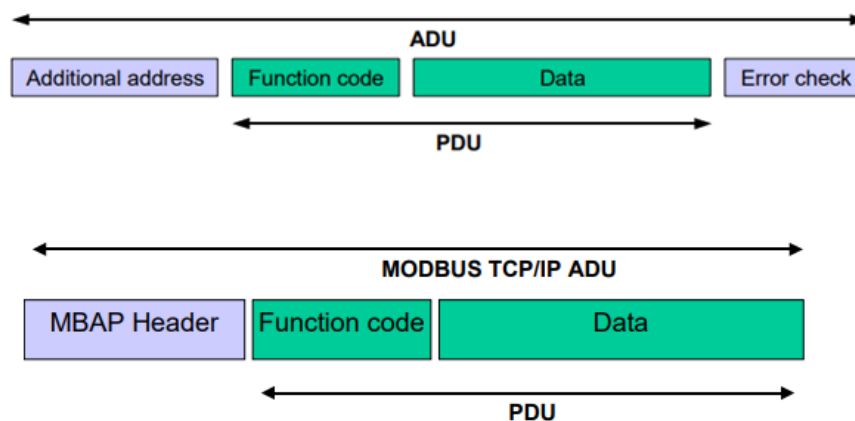 ADU
Additional address Function code Data Error check
PDU
MODBUS TCP/IP ADU
MBAP Header Function code Data
PDU